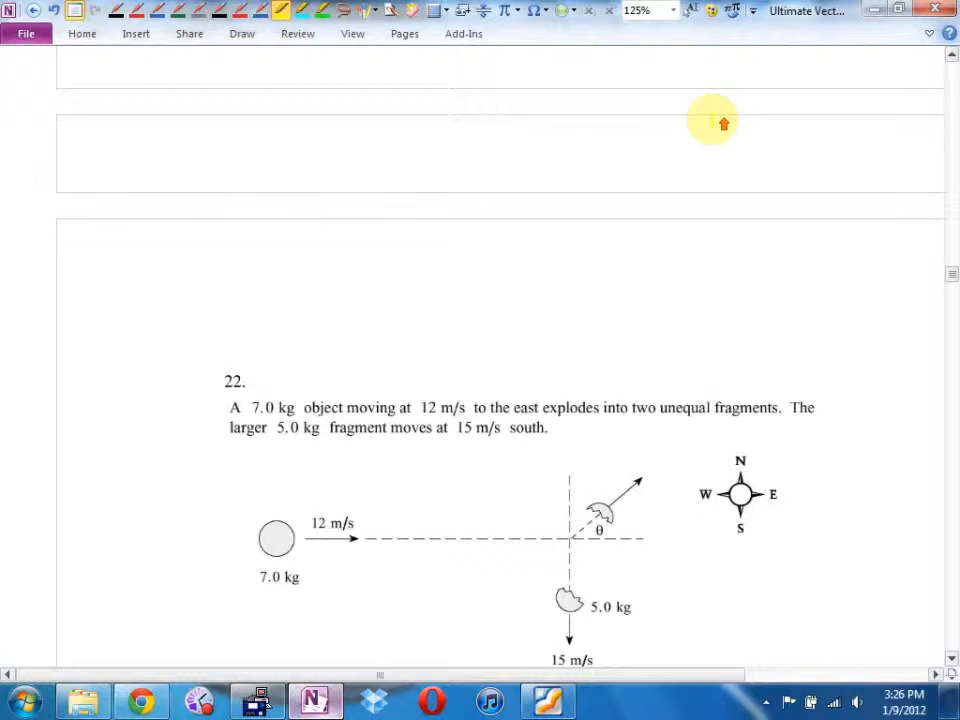 125%
Ultimate Vect...
File Home Insert Share Draw Review View Pages Add-Ins
22.
A 7.0 kg object moving at 12 m/s to the east explodes into two unequal fragments. The
larger 5.0 kg fragment moves at 15 m/s south.
N
W E
S
12 m/s
θ
7.0 kg
5.0 kg
15 m/s
3:26 PM
1/9/2012